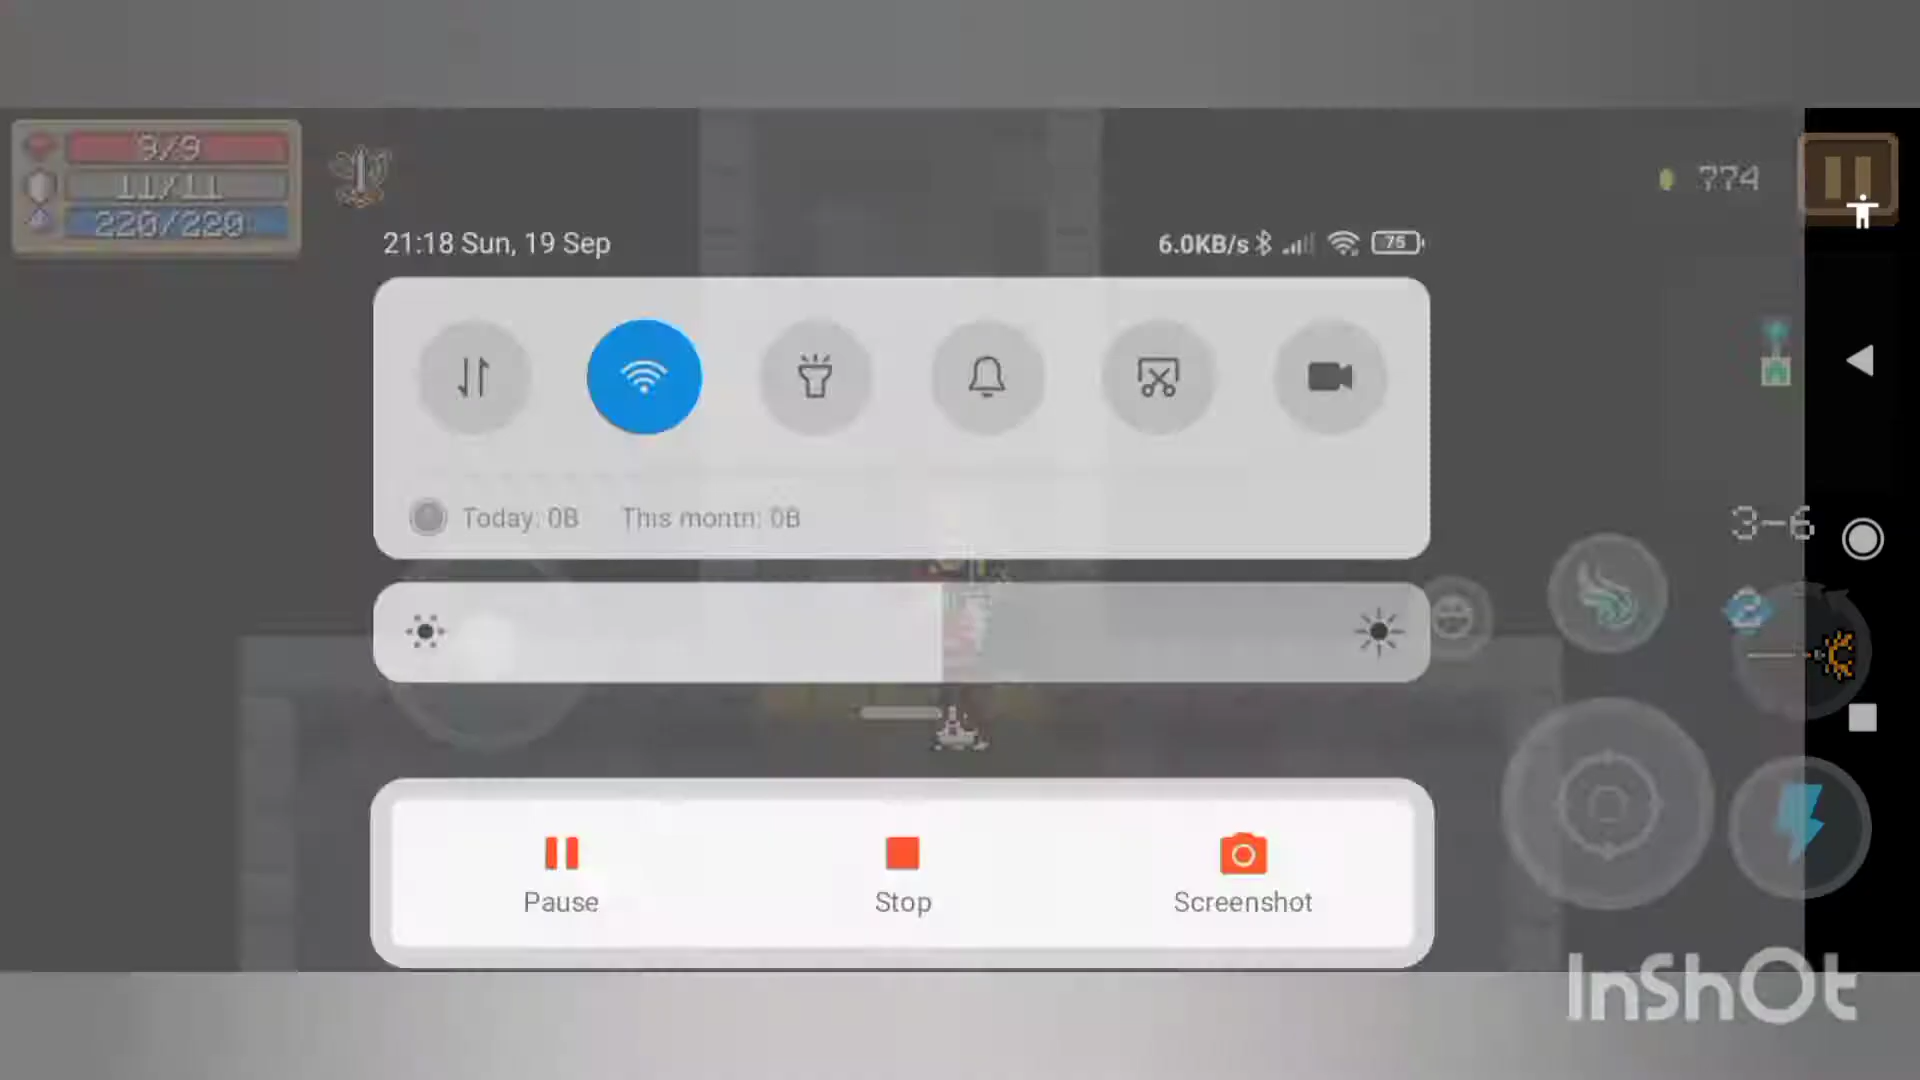 9/9
11/11
220/220
774
21:18 Sun, 19 Sep
6.0KB/s
75
Today: 0B
This month: 0B
3-6
2
Pause
Stop
Screenshot
InShOt